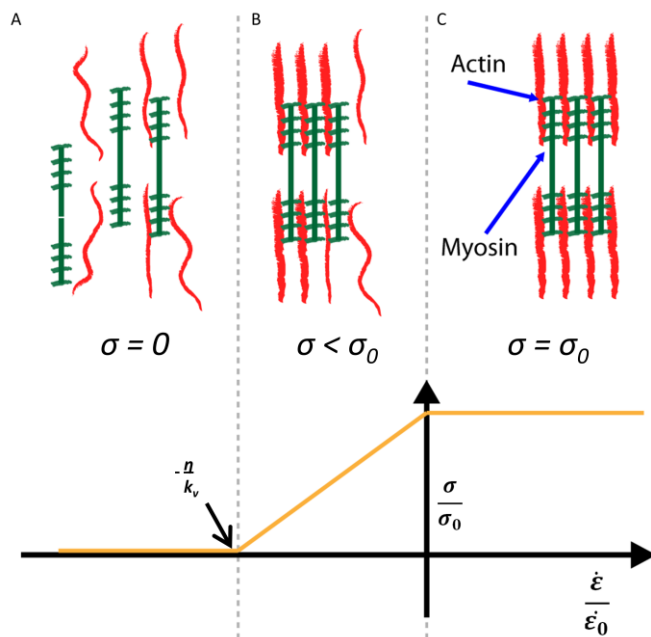 A
B
C
Actin
Myosin
σ = 0
σ < σ₀
σ = σ₀
-η/kᵥ
σ/σ₀
ε̇/ε̇₀